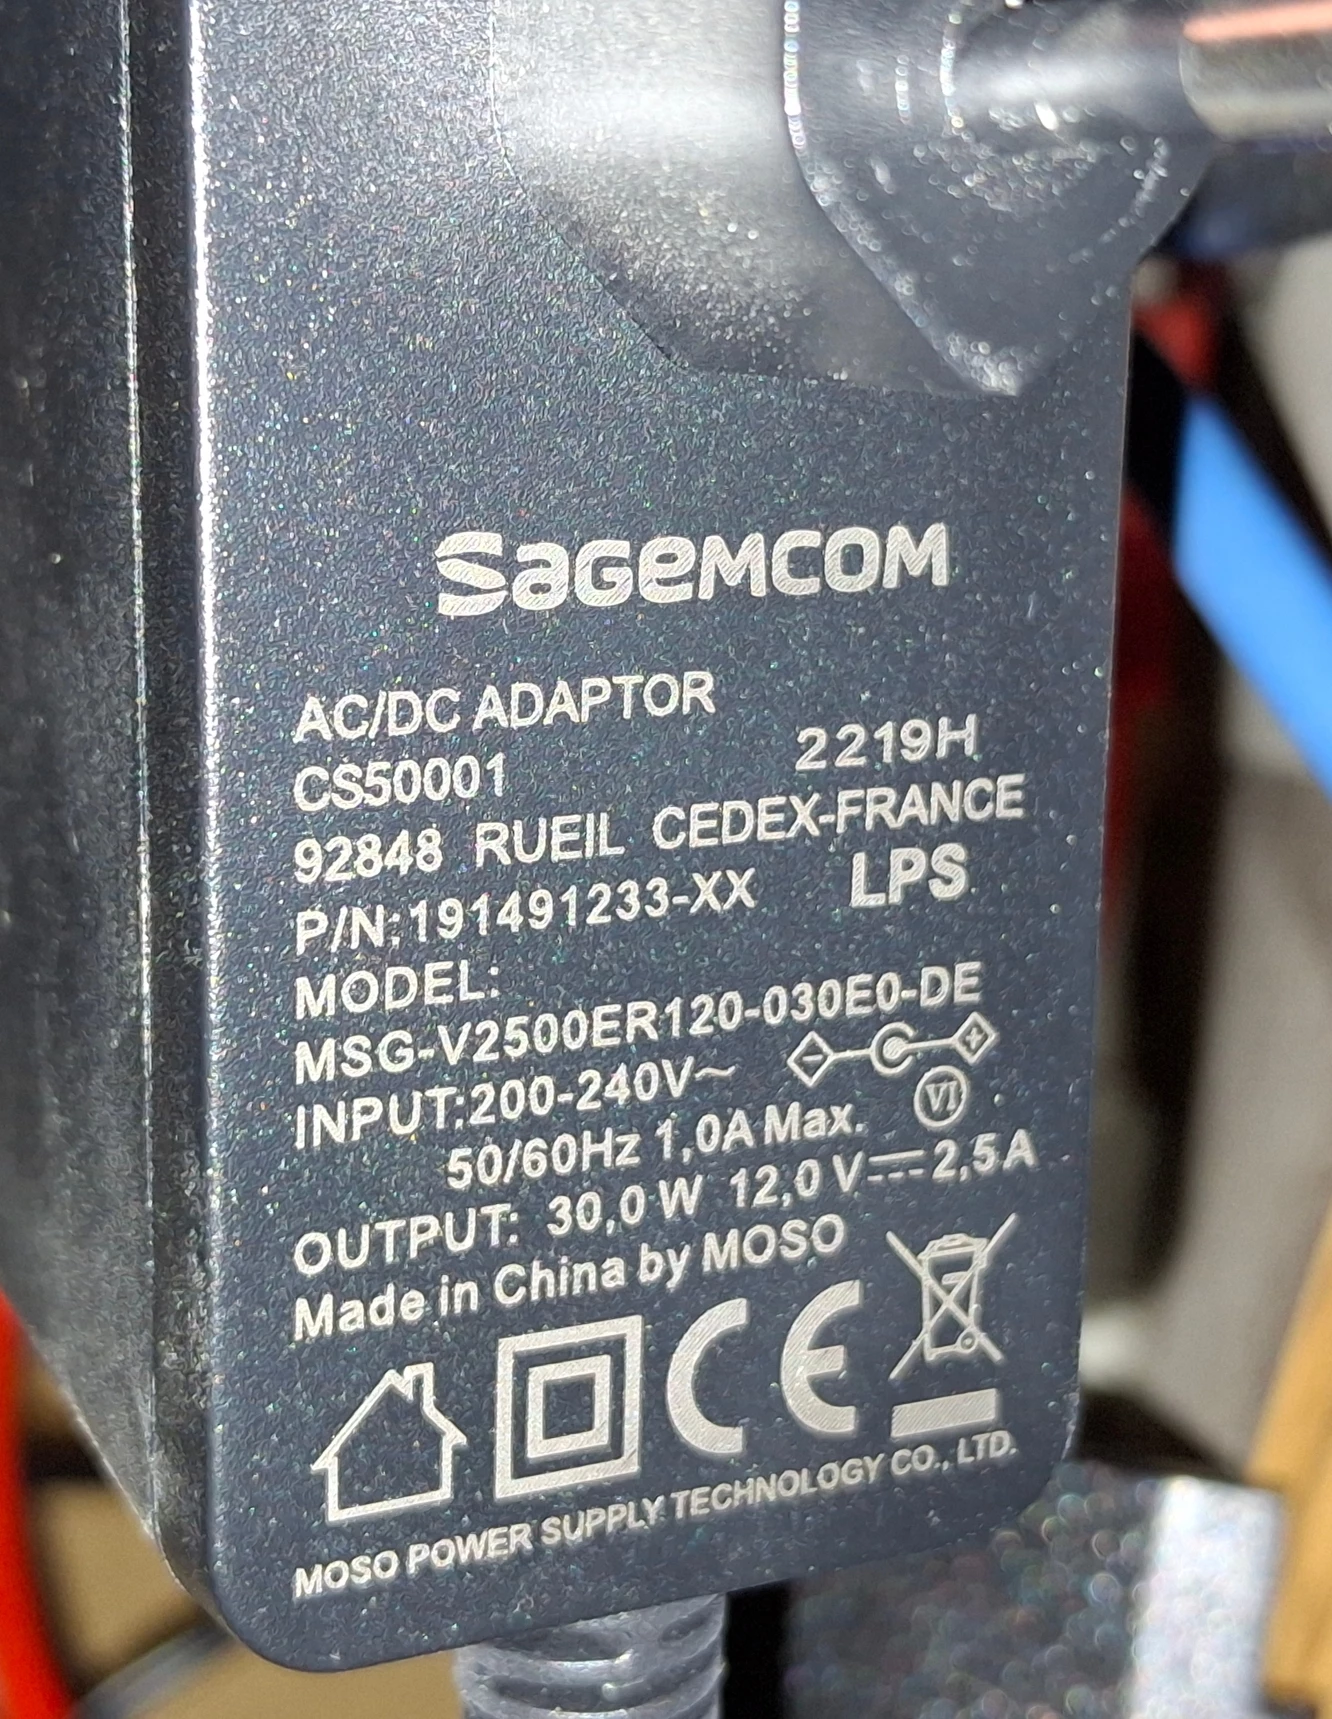 SAGEMCOM
AC/DC ADAPTOR
CS50001 2219H
92848 RUEIL CEDEX-FRANCE
P/N:191491233-XX LPS
MODEL:
MSG-V2500ER120-030E0-DE
INPUT:200-240V~ - +
50/60Hz 1,0A Max. VI
OUTPUT: 30,0 W 12,0 V⎓2,5A
Made in China by MOSO
CE
MOSO POWER SUPPLY TECHNOLOGY CO., LTD.